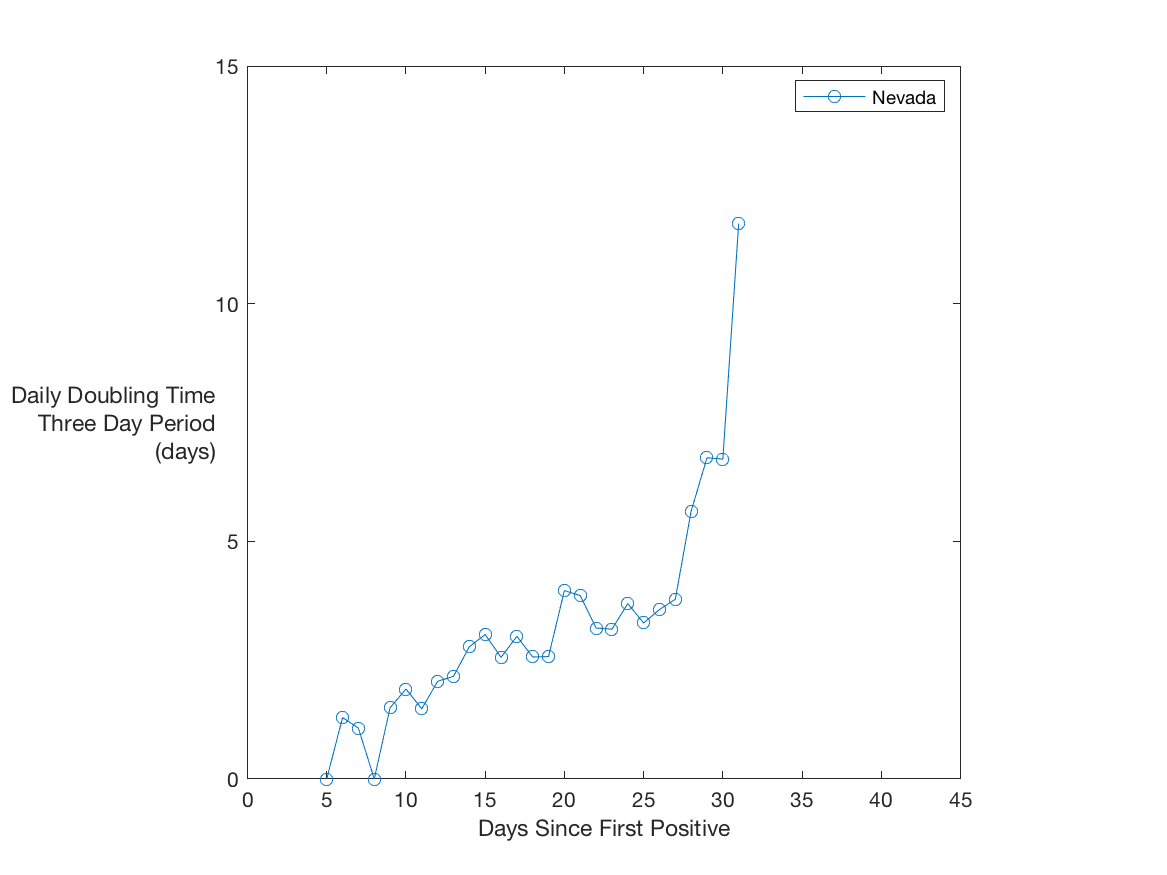 15
Nevada
10
Daily Doubling Time
Three Day Period
(days)
5
0
0 5 10 15 20 25 30 35 40 45
Days Since First Positive